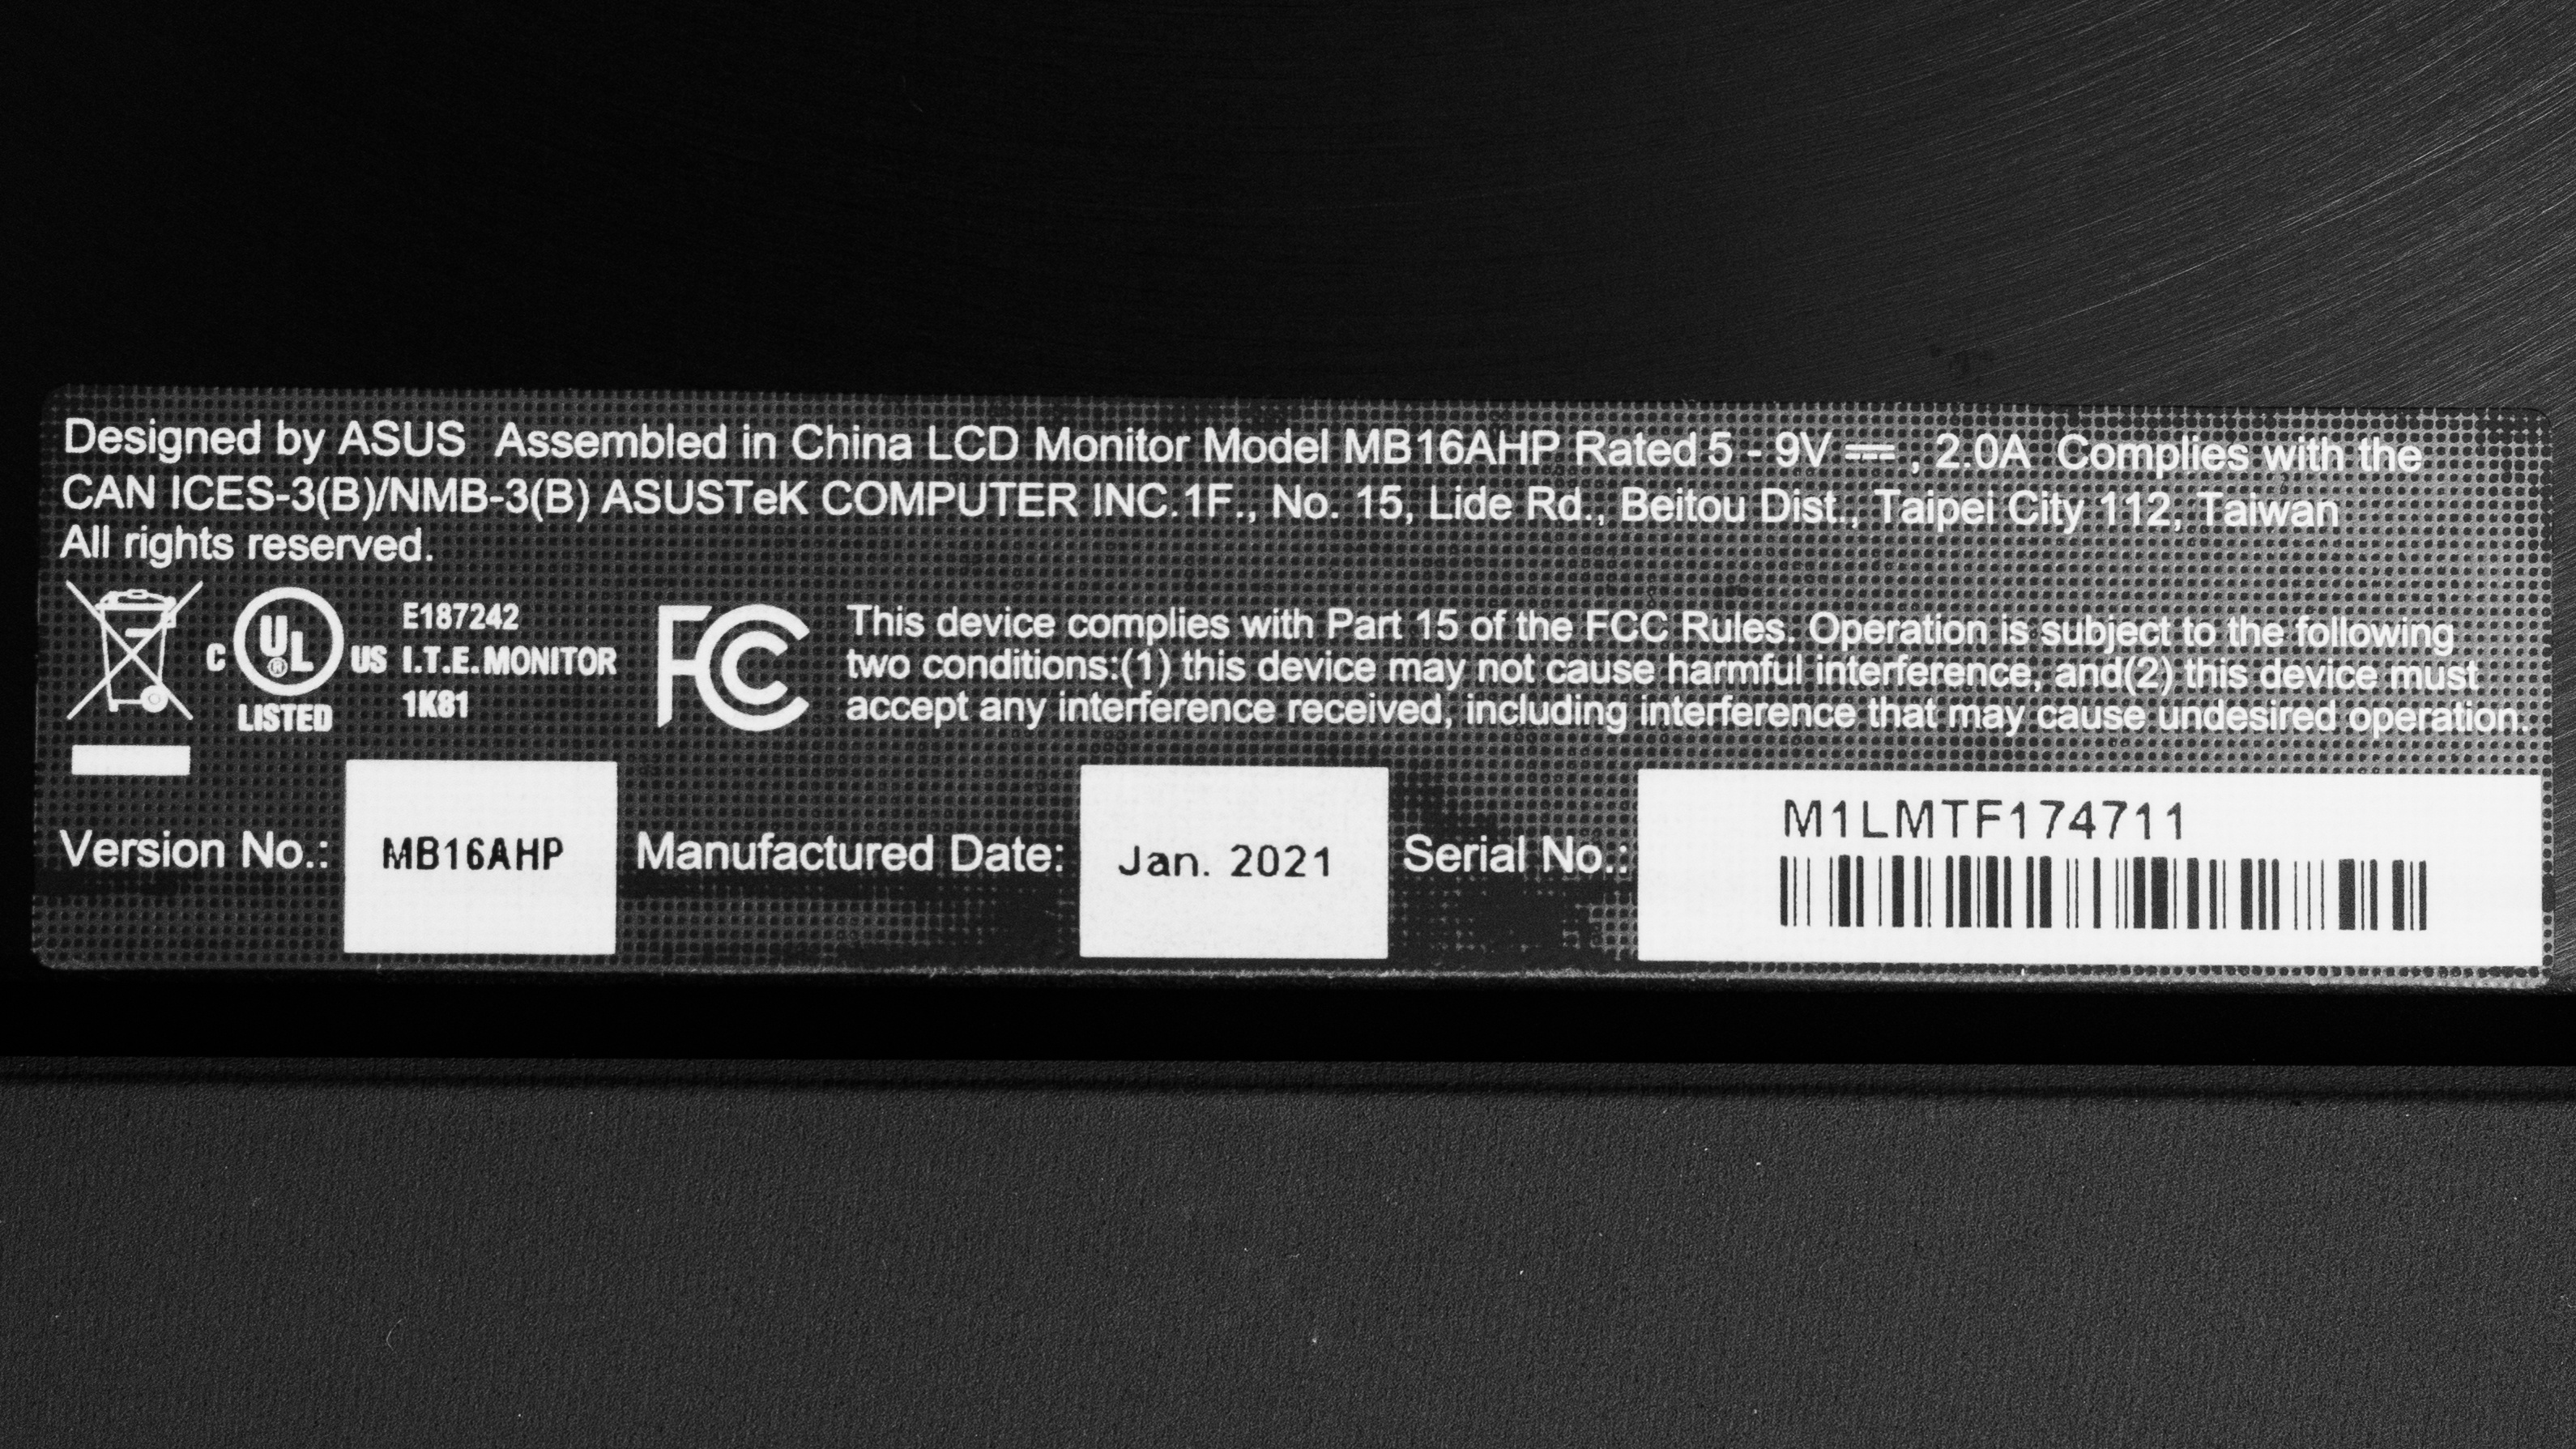 Designed by ASUS Assembled in China LCD Monitor Model MB16AHP Rated 5 - 9V ⎓ , 2.0A Complies with the
CAN ICES-3(B)/NMB-3(B) ASUSTeK COMPUTER INC.1F., No. 15, Lide Rd., Beitou Dist., Taipei City 112, Taiwan
All rights reserved.
C UL ® US LISTED
E187242
I.T.E. MONITOR
1K81
FC
This device complies with Part 15 of the FCC Rules. Operation is subject to the following
two conditions:(1) this device may not cause harmful interference, and(2) this device must
accept any interference received, including interference that may cause undesired operation.
Version No.: MB16AHP Manufactured Date: Jan. 2021 Serial No.: M1LMTF174711